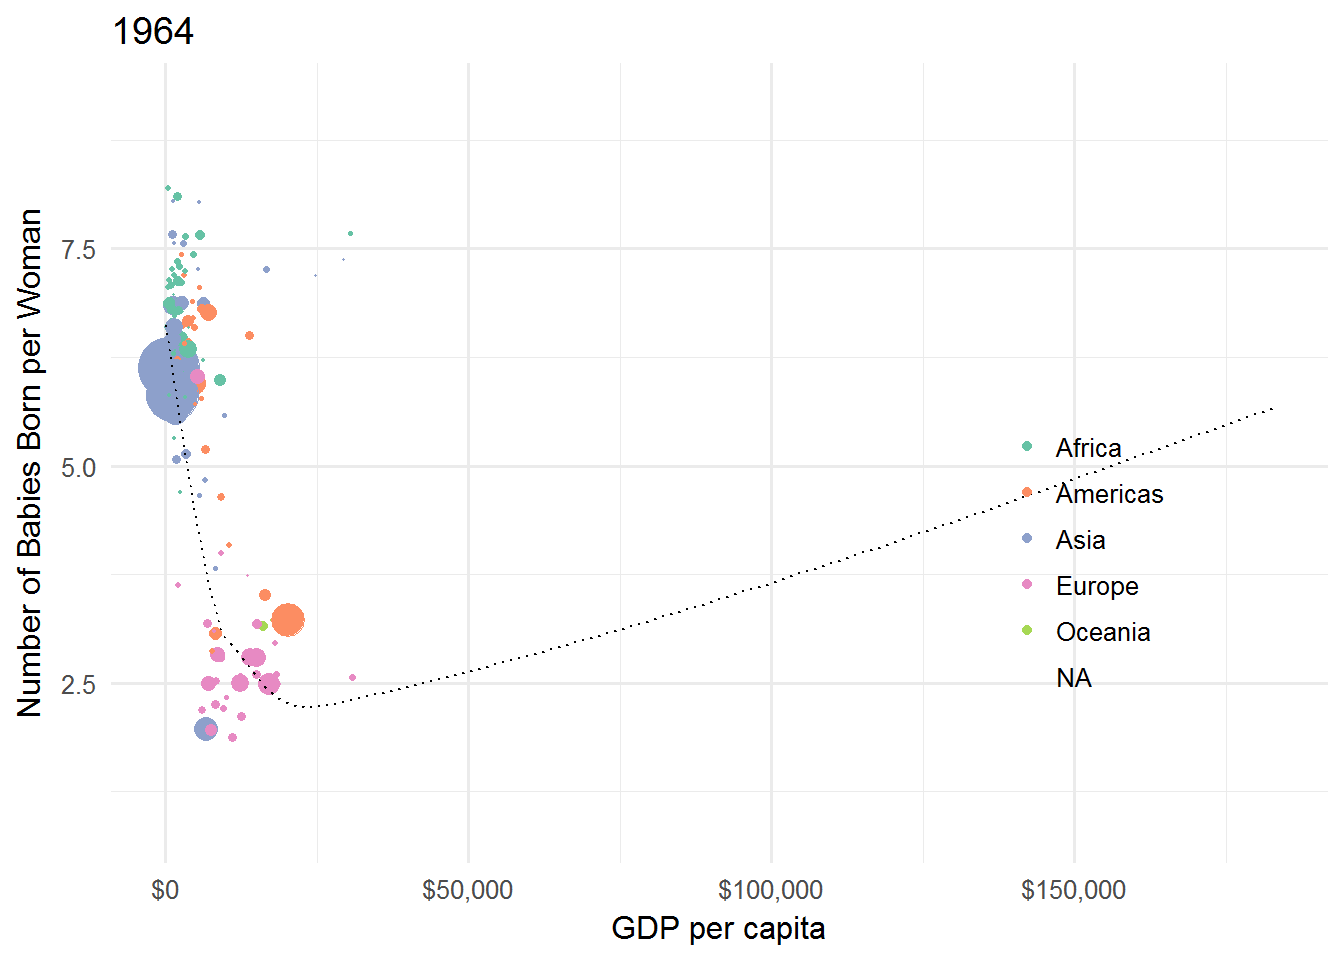 1964
Number of Babies Born per Woman
7.5
5.0
2.5
Africa
Americas
Asia
Europe
Oceania
NA
$0
$50,000
$100,000
$150,000
GDP per capita